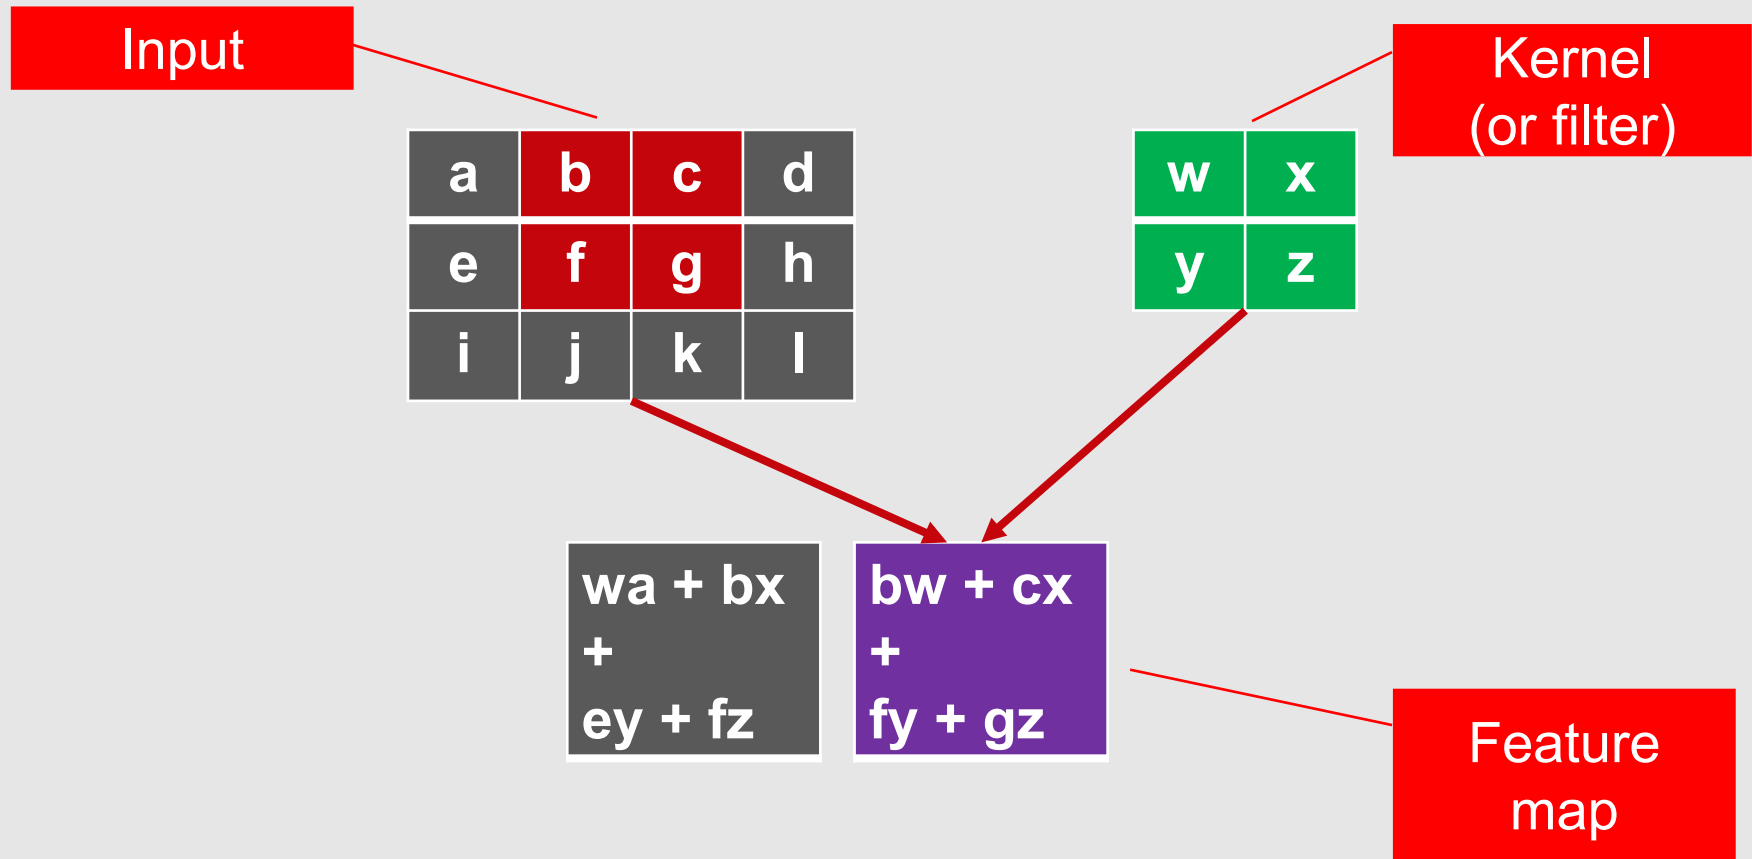 Input
Kernel
(or filter)
a b c d
w x
e f g h
y z
i j k l
wa + bx
+
ey + fz
bw + cx
+
fy + gz
Feature
map